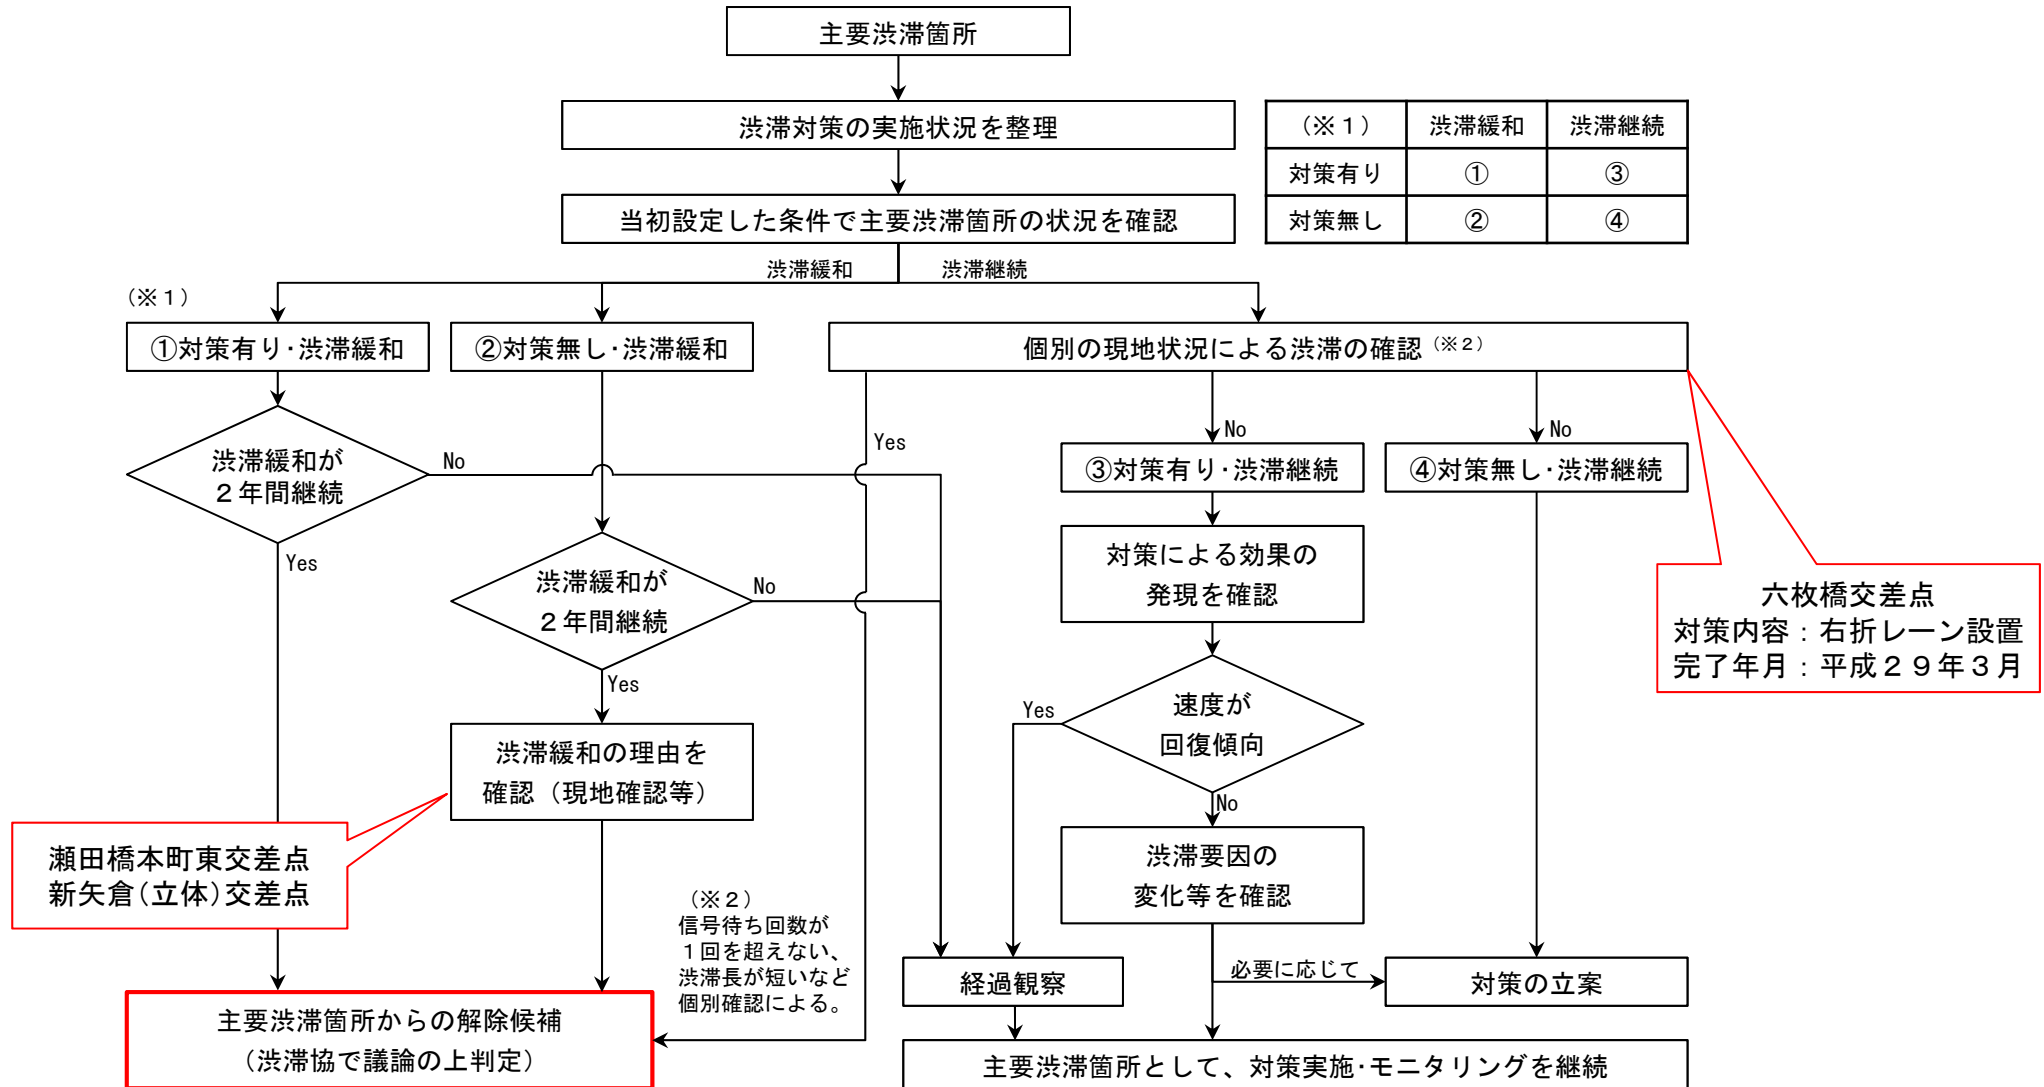 主要渋滞箇所
渋滞対策の実施状況を整理
(※１) 渋滞緩和 渋滞継続
対策有り ① ③
対策無し ② ④
当初設定した条件で主要渋滞箇所の状況を確認
渋滞緩和 渋滞継続
(※１)
①対策有り･渋滞緩和
②対策無し･渋滞緩和
個別の現地状況による渋滞の確認(※２)
渋滞緩和が
２年間継続
No
Yes
渋滞緩和が
２年間継続
No
Yes
渋滞緩和の理由を
確認（現地確認等）
瀬田橋本町東交差点
新矢倉(立体)交差点
Yes
No
③対策有り･渋滞継続
No
④対策無し･渋滞継続
対策による効果の
発現を確認
速度が
回復傾向
Yes
No
渋滞要因の
変化等を確認
六枚橋交差点
対策内容：右折レーン設置
完了年月：平成２９年３月
(※２)
信号待ち回数が
１回を超えない、
渋滞長が短いなど
個別確認による。
経過観察
必要に応じて
対策の立案
主要渋滞箇所からの解除候補
（渋滞協で議論の上判定）
主要渋滞箇所として、対策実施･モニタリングを継続